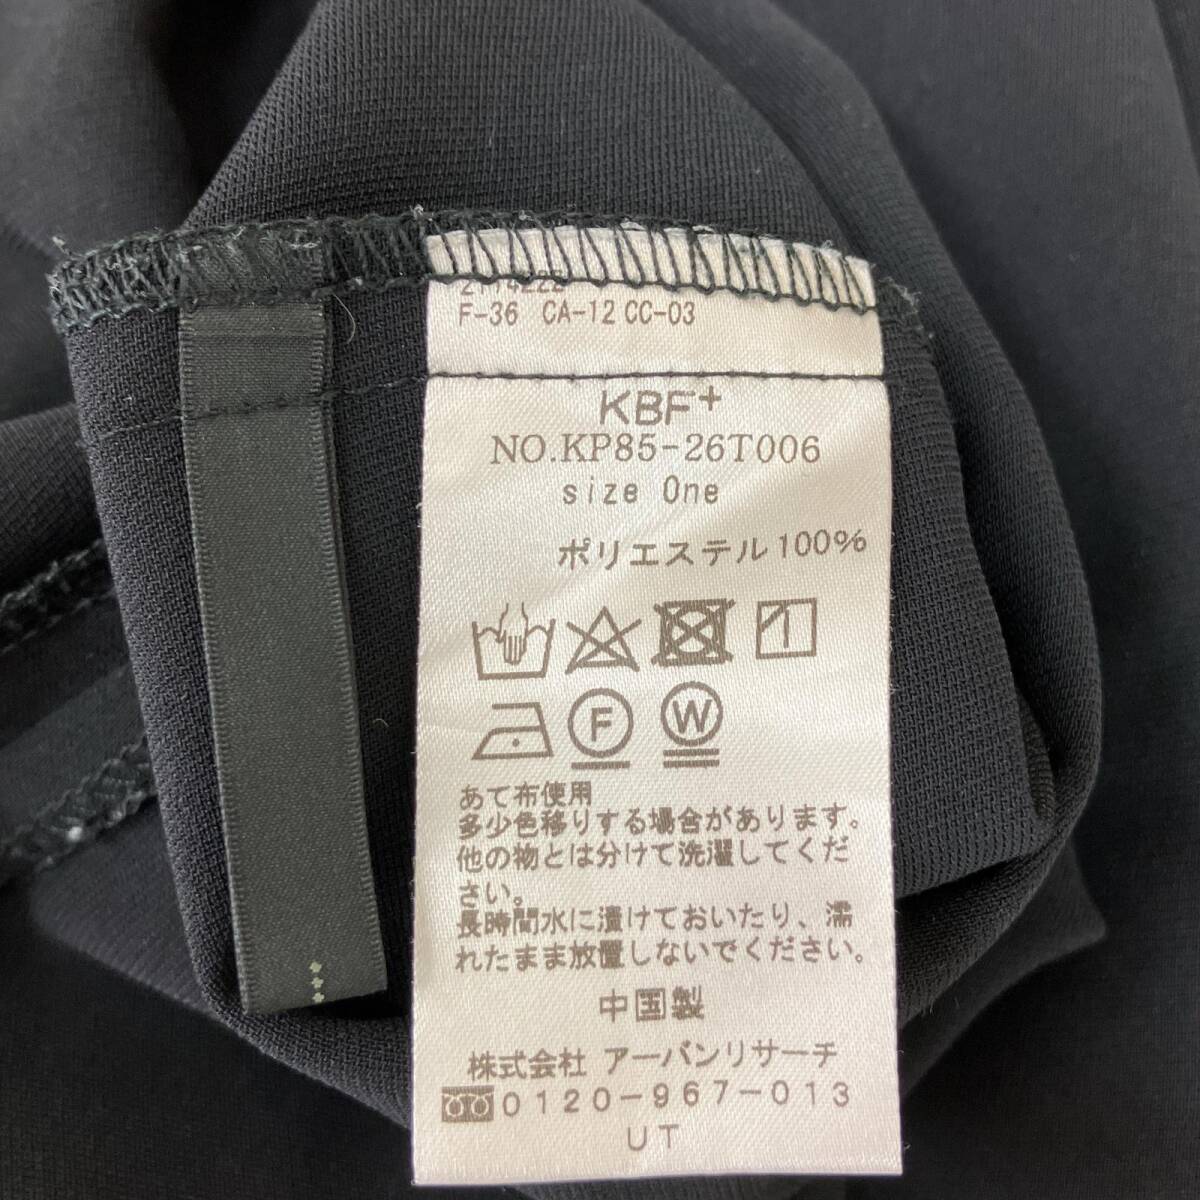 F-36 CA-12 CC-03
KBF+
NO.KP85-26T006
size One
ポリエステル100%
F W
あて布使用
多少色移りする場合があります。
他の物とは分けて洗濯してくだ
さい。
長時間水に漬けておいたり、濡
れたまま放置しないでください。
中国製
株式会社 アーバンリサーチ
0120-967-013
UT